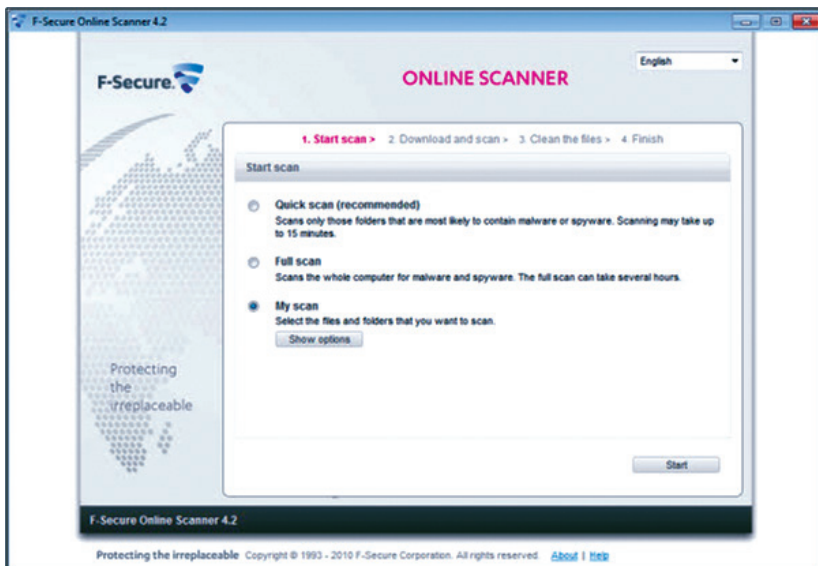 F-Secure Online Scanner 4.2
F-Secure.
ONLINE SCANNER
English
1. Start scan > 2. Download and scan > 3. Clean the files > 4. Finish
Start scan
Quick scan (recommended)
Scans only those folders that are most likely to contain malware or spyware. Scanning may take up
to 15 minutes.
Full scan
Scans the whole computer for malware and spyware. The full scan can take several hours.
My scan
Select the files and folders that you want to scan.
Show options
Protecting
the
irreplaceable
Start
F-Secure Online Scanner 4.2
Protecting the irreplaceable Copyright © 1993 - 2010 F-Secure Corporation. All rights reserved. About | Help